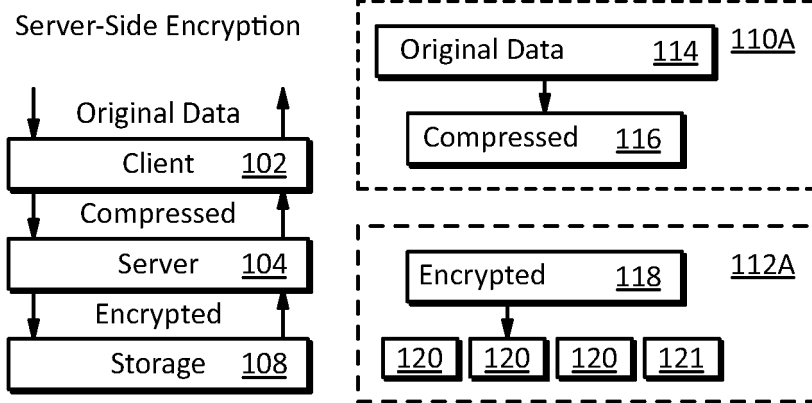 Server-Side Encryption
Original Data
Client 102
Compressed
Server 104
Encrypted
Storage 108
Original Data 114
110A
Compressed 116
Encrypted 118
112A
120 120 120 121